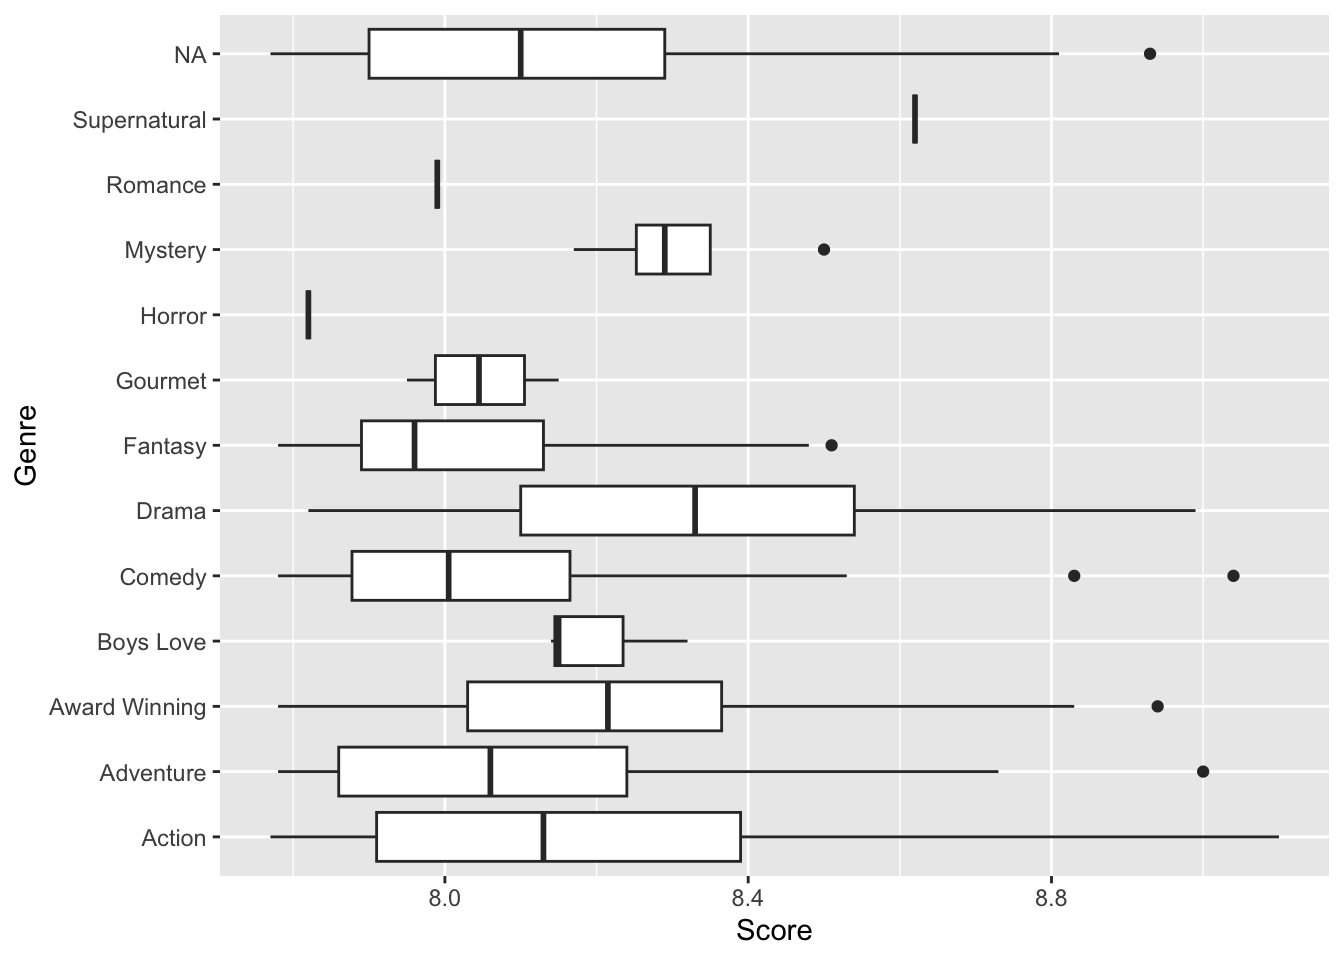 NA
Supernatural
Romance
Mystery
Horror
Gourmet
Fantasy
Drama
Comedy
Boys Love
Award Winning
Adventure
Action
Genre
8.0 8.4 8.8
Score